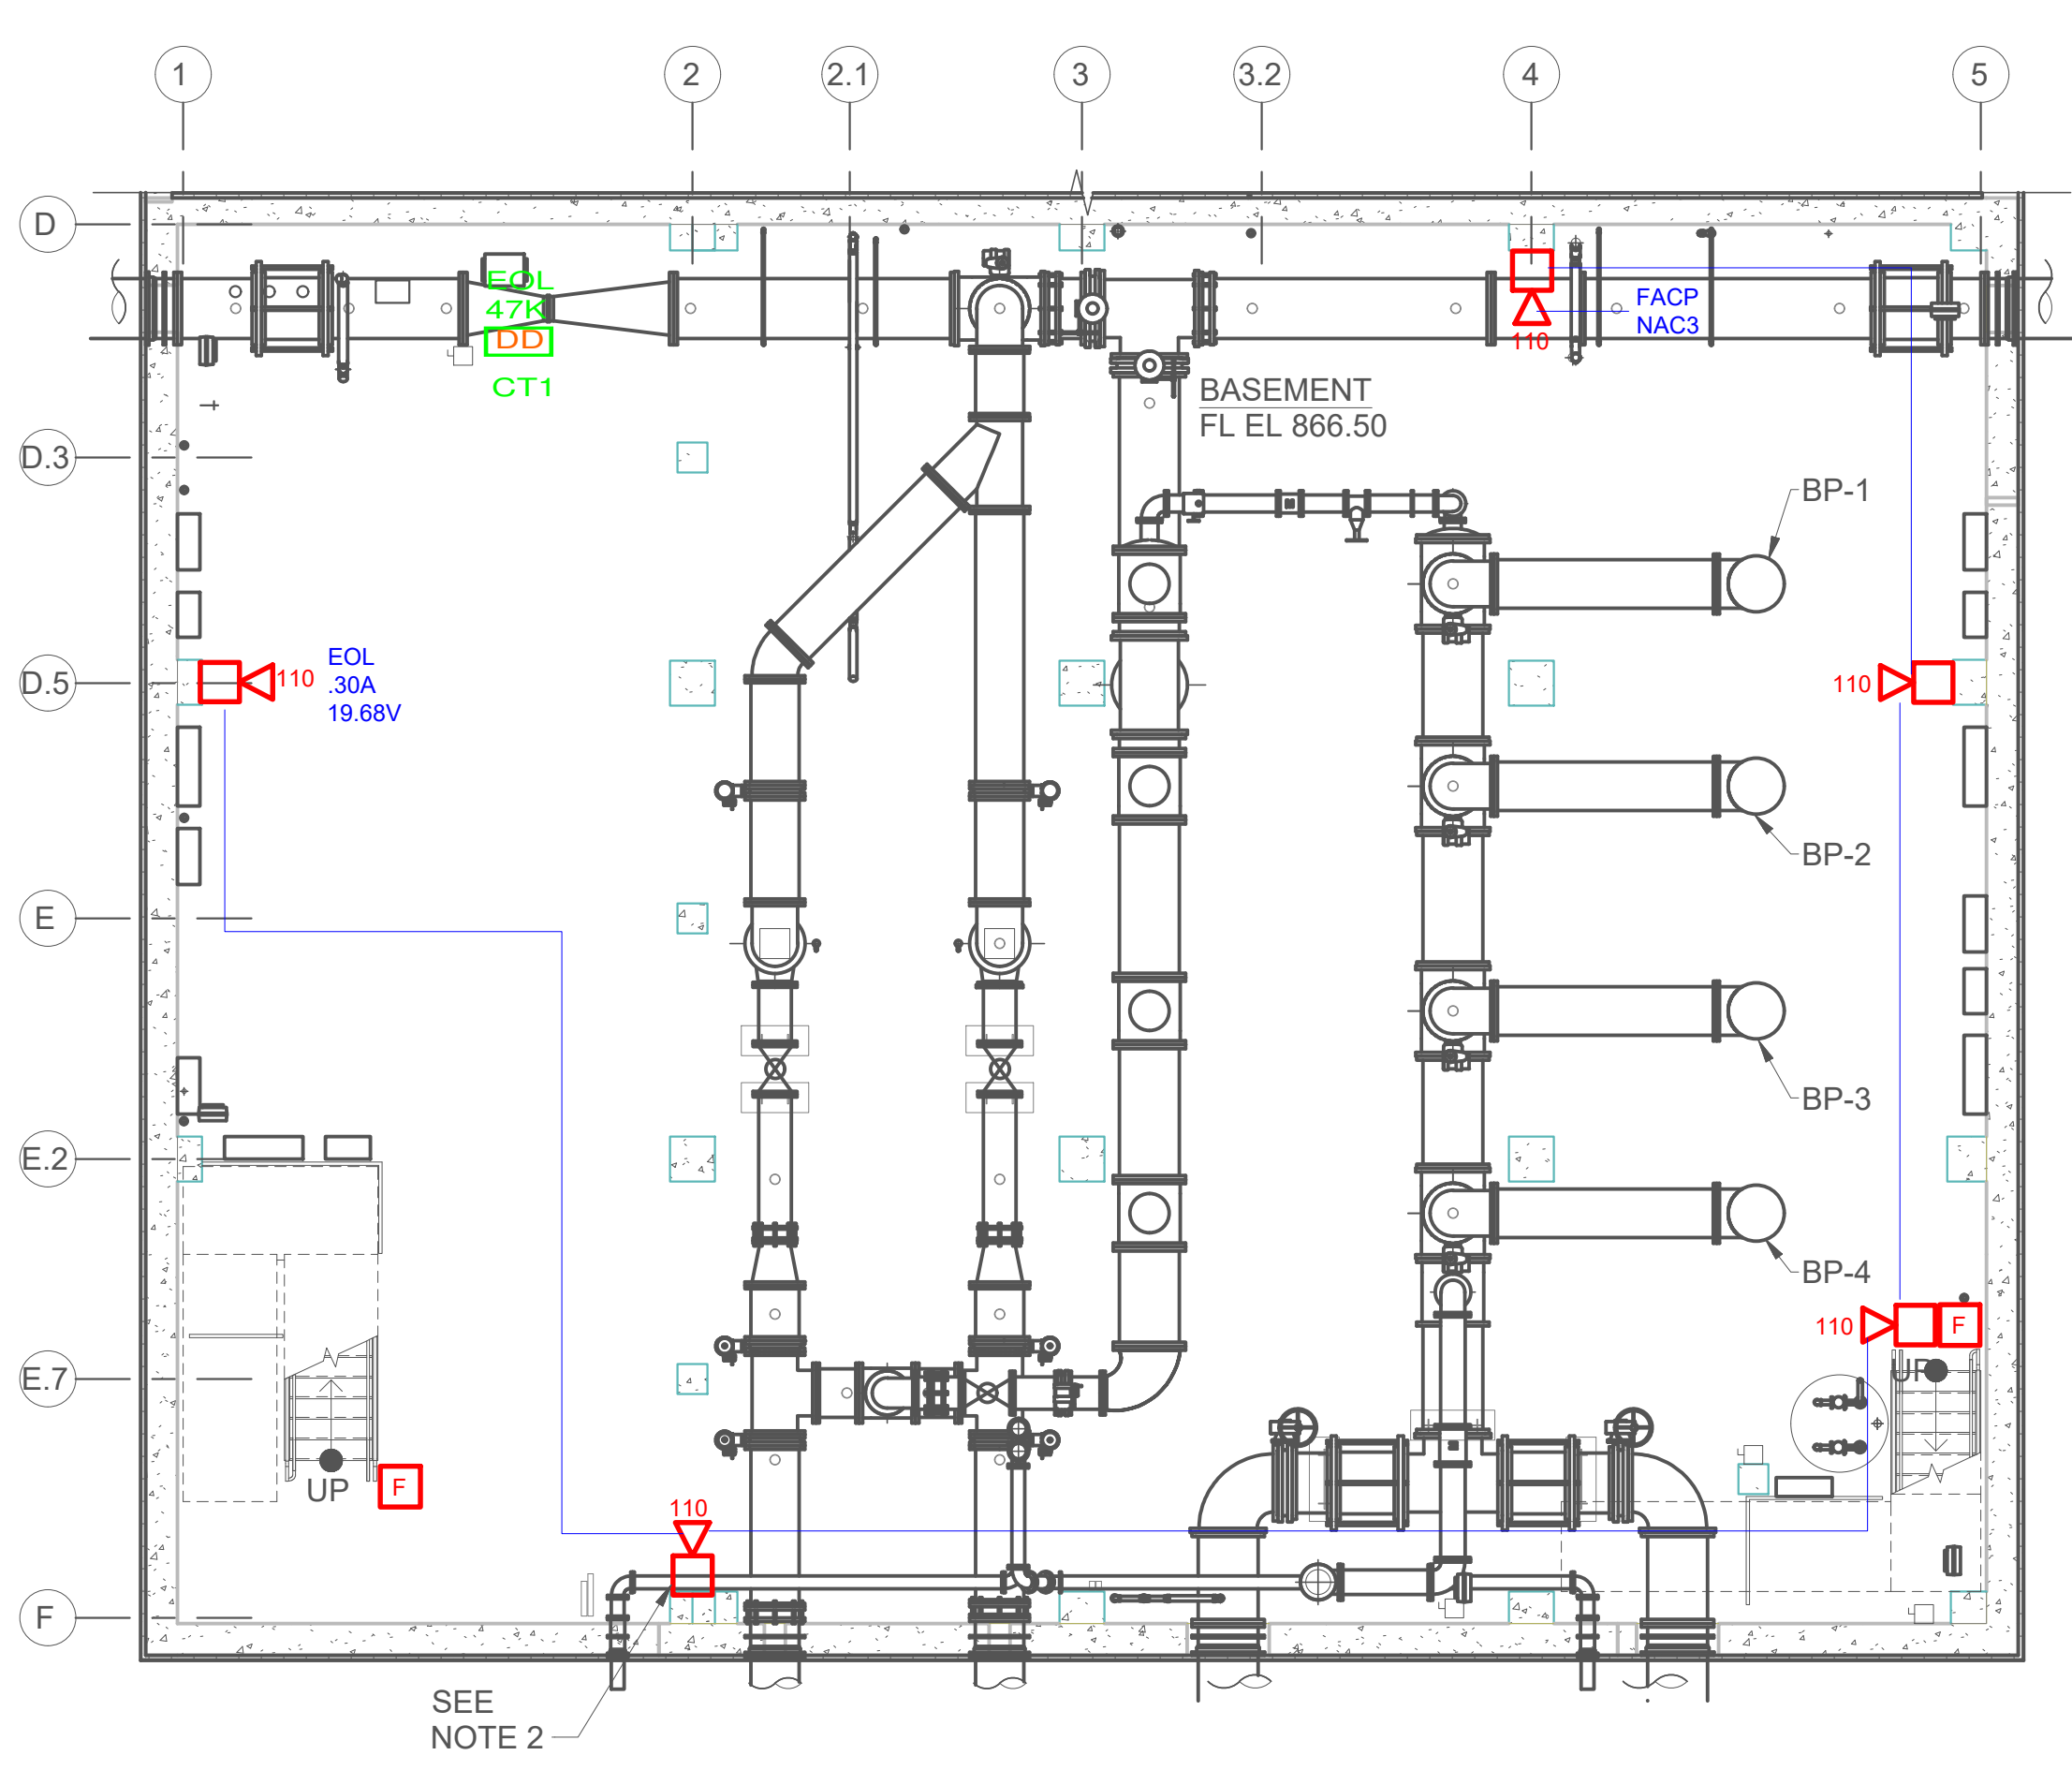 1
2
2.1
3
3.2
4
5
D
EOL
47K
DD
CT1
FACP
NAC3
110
BASEMENT
FL EL 866.50
D.3
BP-1
D.5
110
EOL
.30A
19.68V
110
BP-2
E
BP-3
E.2
BP-4
110
F
E.7
UP
UP
F
110
F
SEE
NOTE 2